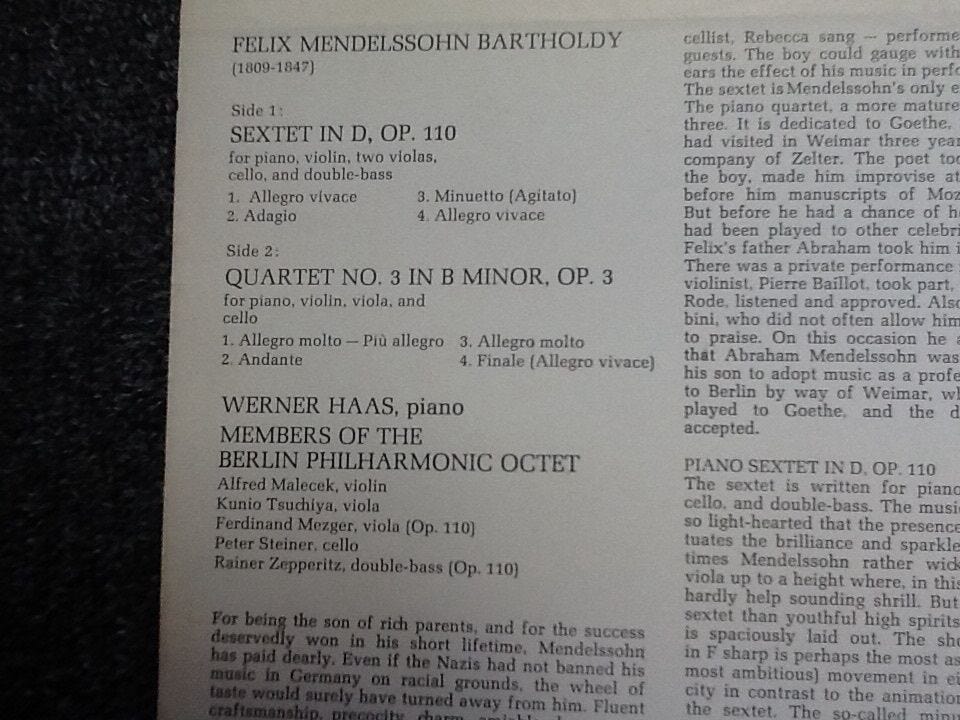 FELIX MENDELSSOHN BARTHOLDY
(1809-1847)
Side 1:
SEXTET IN D, OP. 110
for piano, violin, two violas,
cello, and double-bass
1. Allegro vivace 3. Minuetto (Agitato)
2. Adagio 4. Allegro vivace
Side 2:
QUARTET NO. 3 IN B MINOR, OP. 3
for piano, violin, viola, and
cello
1. Allegro molto — Più allegro 3. Allegro molto
2. Andante 4. Finale (Allegro vivace)
WERNER HAAS, piano
MEMBERS OF THE
BERLIN PHILHARMONIC OCTET
Alfred Malecek, violin
Kunio Tsuchiya, viola
Ferdinand Mezger, viola (Op. 110)
Peter Steiner, cello
Rainer Zepperitz, double-bass (Op. 110)
For being the son of rich parents, and for the success
deservedly won in his short lifetime, Mendelssohn
has paid dearly. Even if the Nazis had not banned his
music in Germany on racial grounds, the wheel of
taste would surely have turned away from him. Fluent
craftsmanship, precocity, charm,
cellist, Rebecca sang — performe
guests. The boy could gauge with
ears the effect of his music in perfo
The sextet is Mendelssohn's only e
The piano quartet, a more mature
three. It is dedicated to Goethe,
had visited in Weimar three year
company of Zelter. The poet too
the boy, made him improvise at
before him manuscripts of Moz
But before he had a chance of he
had been played to other celebri
Felix's father Abraham took him i
There was a private performance
violinist, Pierre Baillot, took part,
Rode, listened and approved. Also
bini, who did not often allow him
to praise. On this occasion he a
that Abraham Mendelssohn was
his son to adopt music as a profe
to Berlin by way of Weimar, wh
played to Goethe, and the d
accepted.
PIANO SEXTET IN D, OP. 110
The sextet is written for piano
cello, and double-bass. The musi
so light-hearted that the presence
tuates the brilliance and sparkle
times Mendelssohn rather wick
viola up to a height where, in this
hardly help sounding shrill. But
sextet than youthful high spirits
is spaciously laid out. The sho
in F sharp is perhaps the most as
most ambitious) movement in ei
city in contrast to the animation
the sextet. The so-called minu